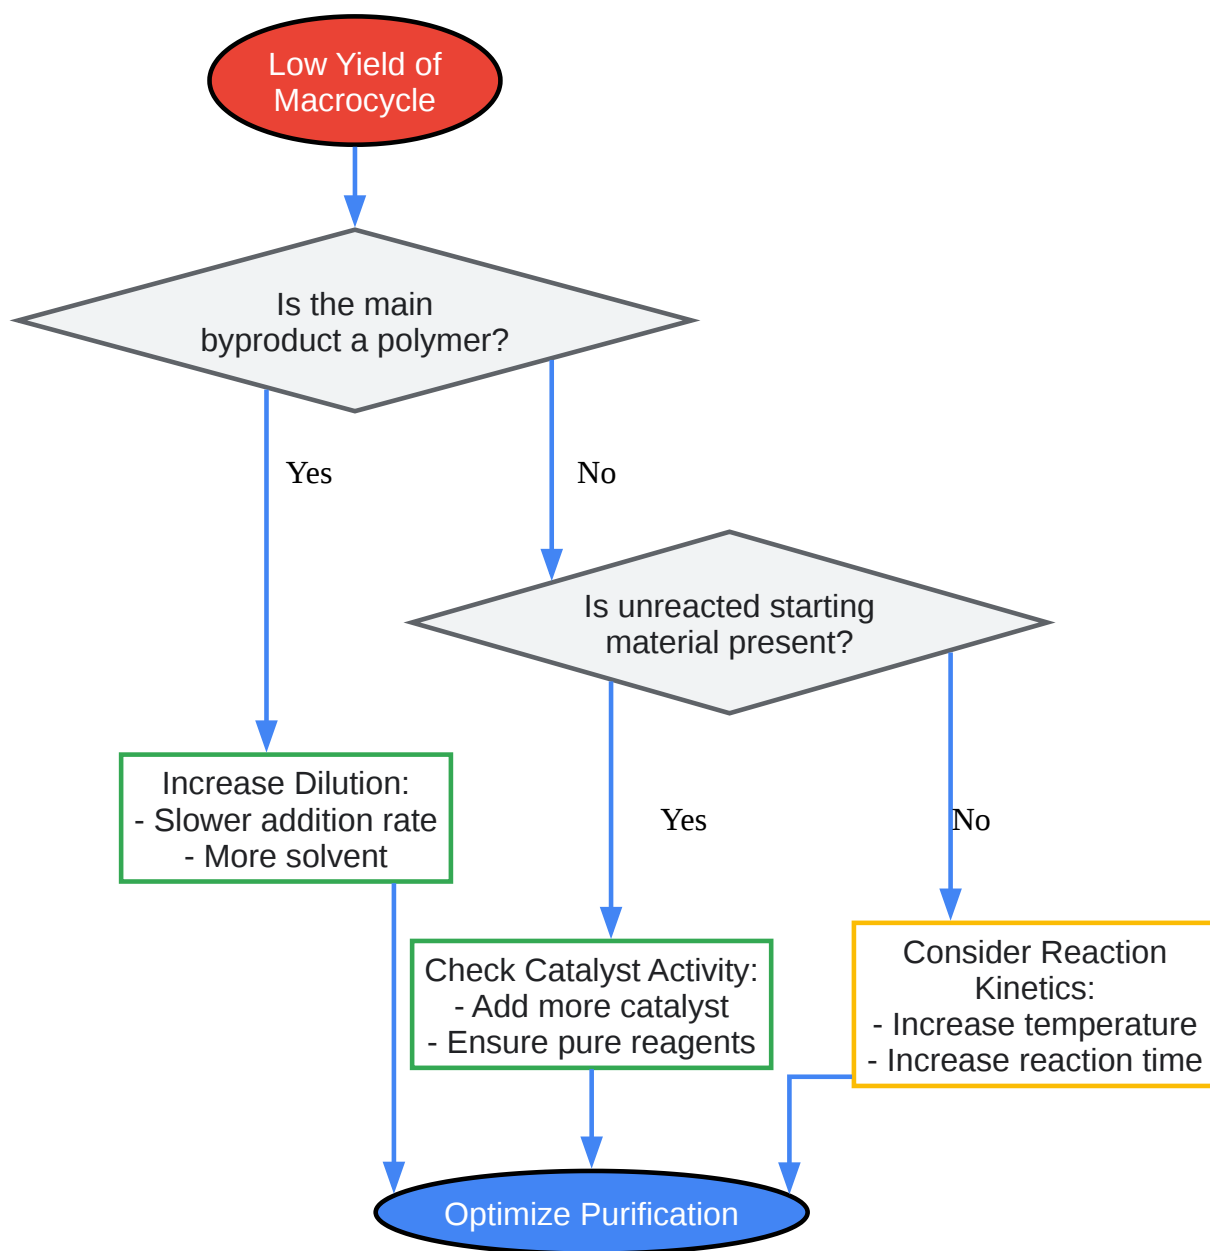 Low Yield of
Macrocycle
Is the main
byproduct a polymer?
Yes
No
Is unreacted starting
material present?
Increase Dilution:
- Slower addition rate
- More solvent
Yes
No
Check Catalyst Activity:
- Add more catalyst
- Ensure pure reagents
Consider Reaction
Kinetics:
- Increase temperature
- Increase reaction time
Optimize Purification